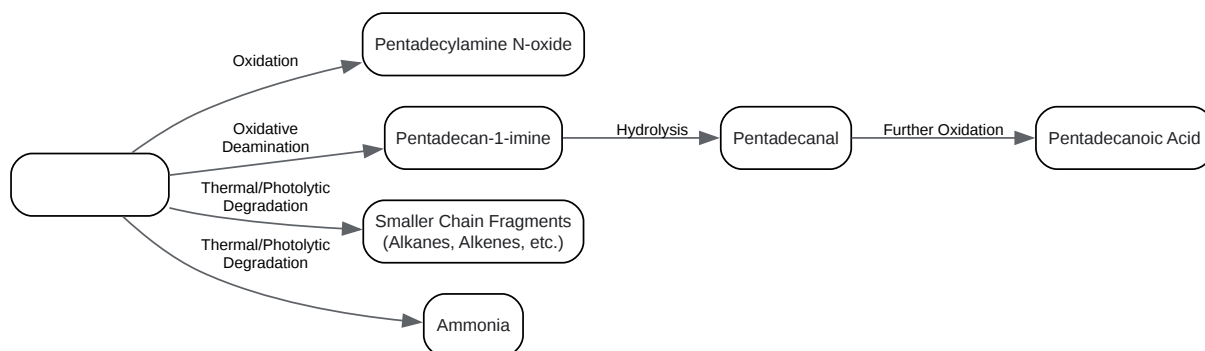 Oxidation
Pentadecylamine N-oxide
Oxidative
Deamination
Pentadecan-1-imine
Hydrolysis
Pentadecanal
Further Oxidation
Pentadecanoic Acid
Thermal/Photolytic
Degradation
Smaller Chain Fragments
(Alkanes, Alkenes, etc.)
Thermal/Photolytic
Degradation
Ammonia